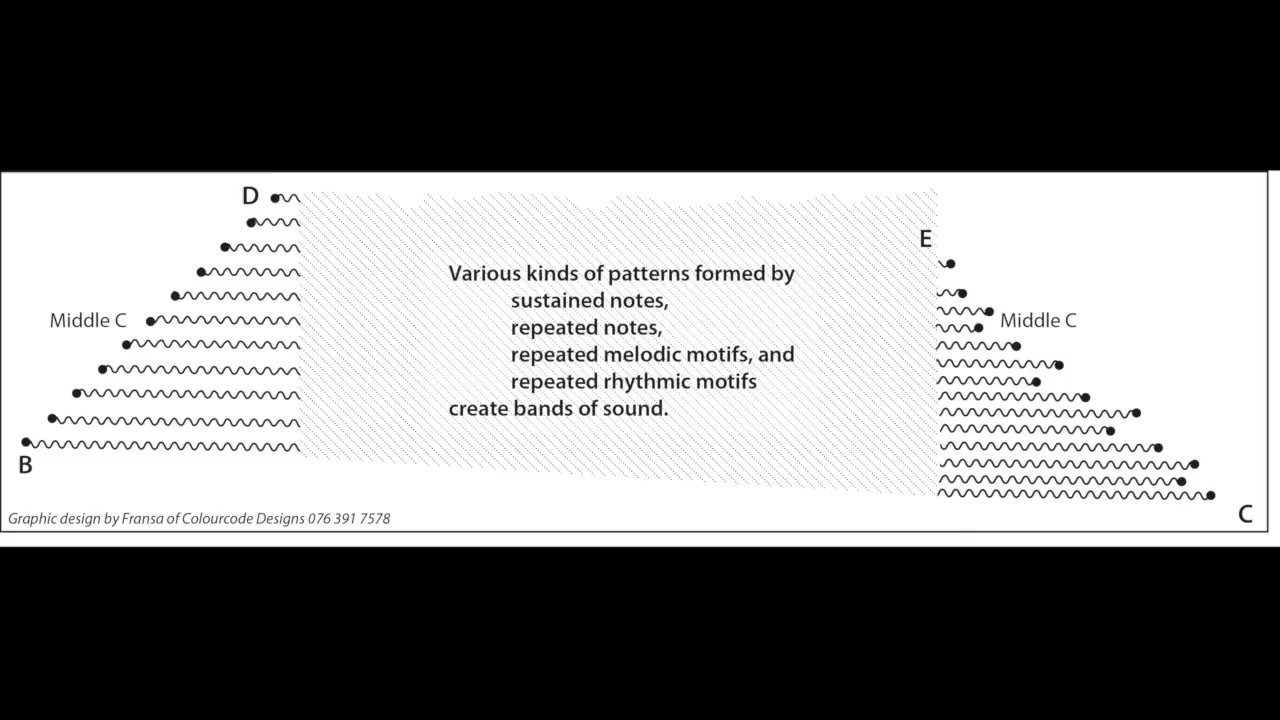 D
E
Various kinds of patterns formed by
sustained notes,
Middle C
Middle C
repeated notes,
repeated melodic motifs, and
repeated rhythmic motifs
create bands of sound.
B
C
Graphic design by Fransa of Colourcode Designs 076 391 7578